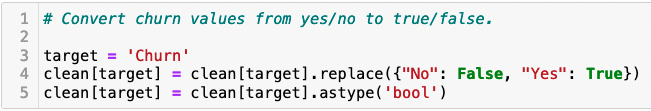 1 # Convert churn values from yes/no to true/false.
2
3 target = 'Churn'
4 clean[target] = clean[target].replace({"No": False, "Yes": True})
5 clean[target] = clean[target].astype('bool')